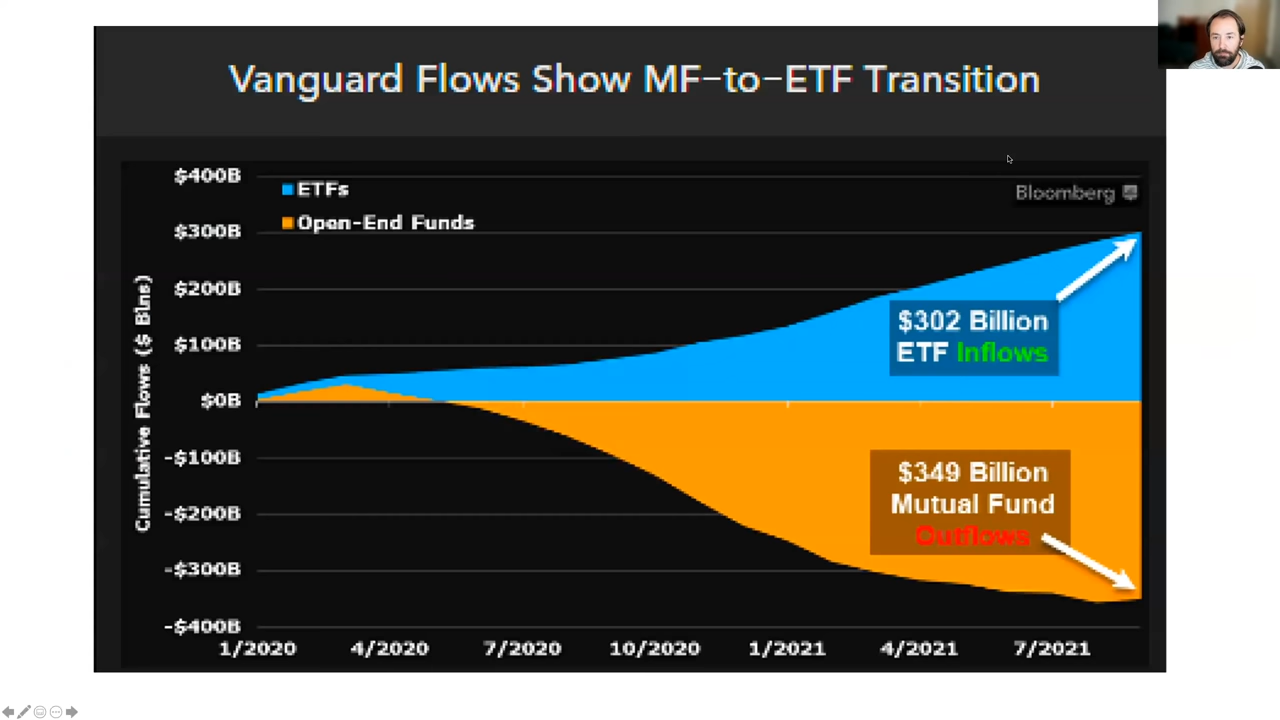 Vanguard Flows Show MF-to-ETF Transition
$400B
$300B
$200B
$100B
$0B
-$100B
-$200B
-$300B
-$400B
Cumulative Flows ($ Blns)
ETFs
Open-End Funds
Bloomberg
$302 Billion
ETF Inflows
$349 Billion
Mutual Fund
Outflows
1/2020
4/2020
7/2020
10/2020
1/2021
4/2021
7/2021